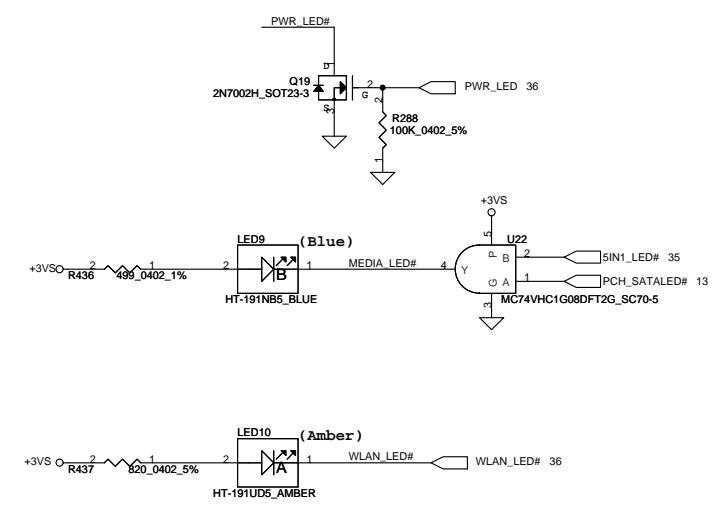 PWR_LED#
D
1
Q19
2N7002H_SOT23-3
2
G
PWR_LED 36
S
3
2
R288
100K_0402_5%
1
+3VS
LED9 (Blue)
5
U22
P
B 2 5IN1_LED# 35
+3VS 2 1 2 B 1 MEDIA_LED# 4 Y
R436 499_0402_1%
G A 1 PCH_SATALED# 13
HT-191NB5_BLUE
3
MC74VHC1G08DFT2G_SC70-5
LED10 (Amber)
+3VS 2 1 2 A 1 WLAN_LED# WLAN_LED# 36
R437 820_0402_5%
HT-191UD5_AMBER